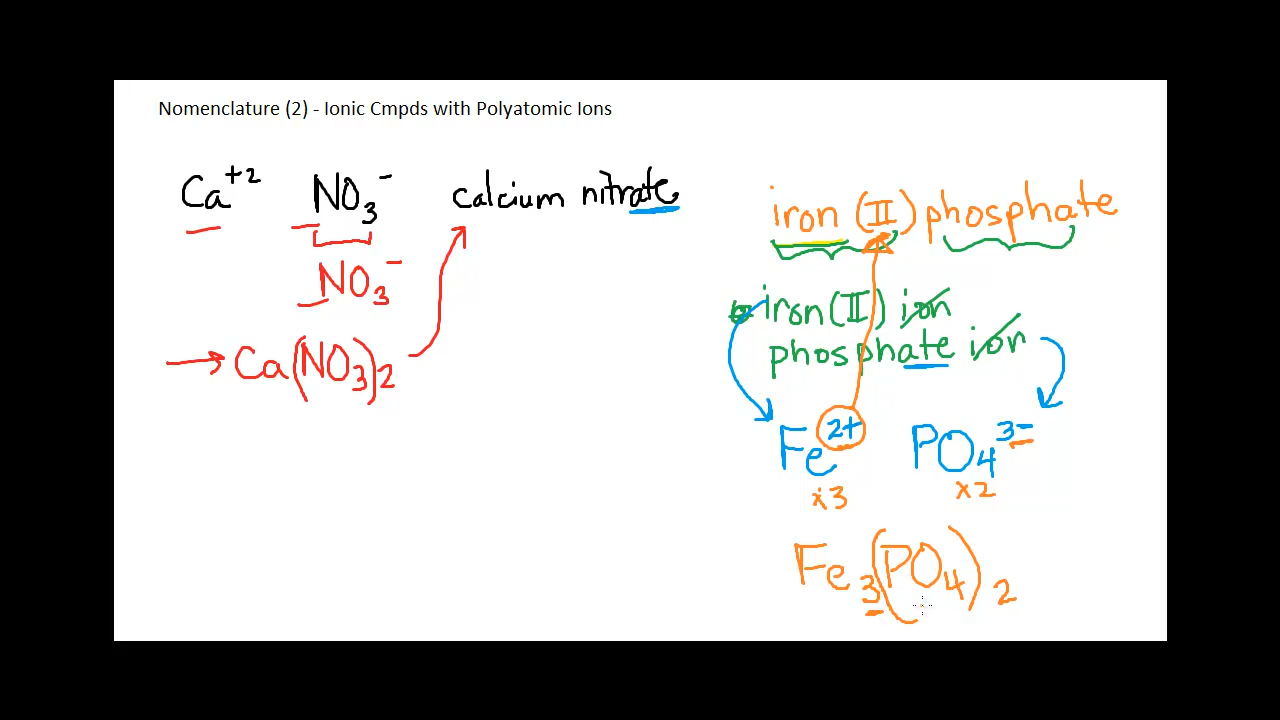 Nomenclature (2) - Ionic Cmpds with Polyatomic Ions
Ca⁺² NO₃⁻ calcium nitrate
NO₃⁻
Ca(NO₃)₂
iron (II) phosphate
iron (II) ion
phosphate ion
Fe²⁺ PO₄³⁻
x3 x2
Fe₃(PO₄)₂